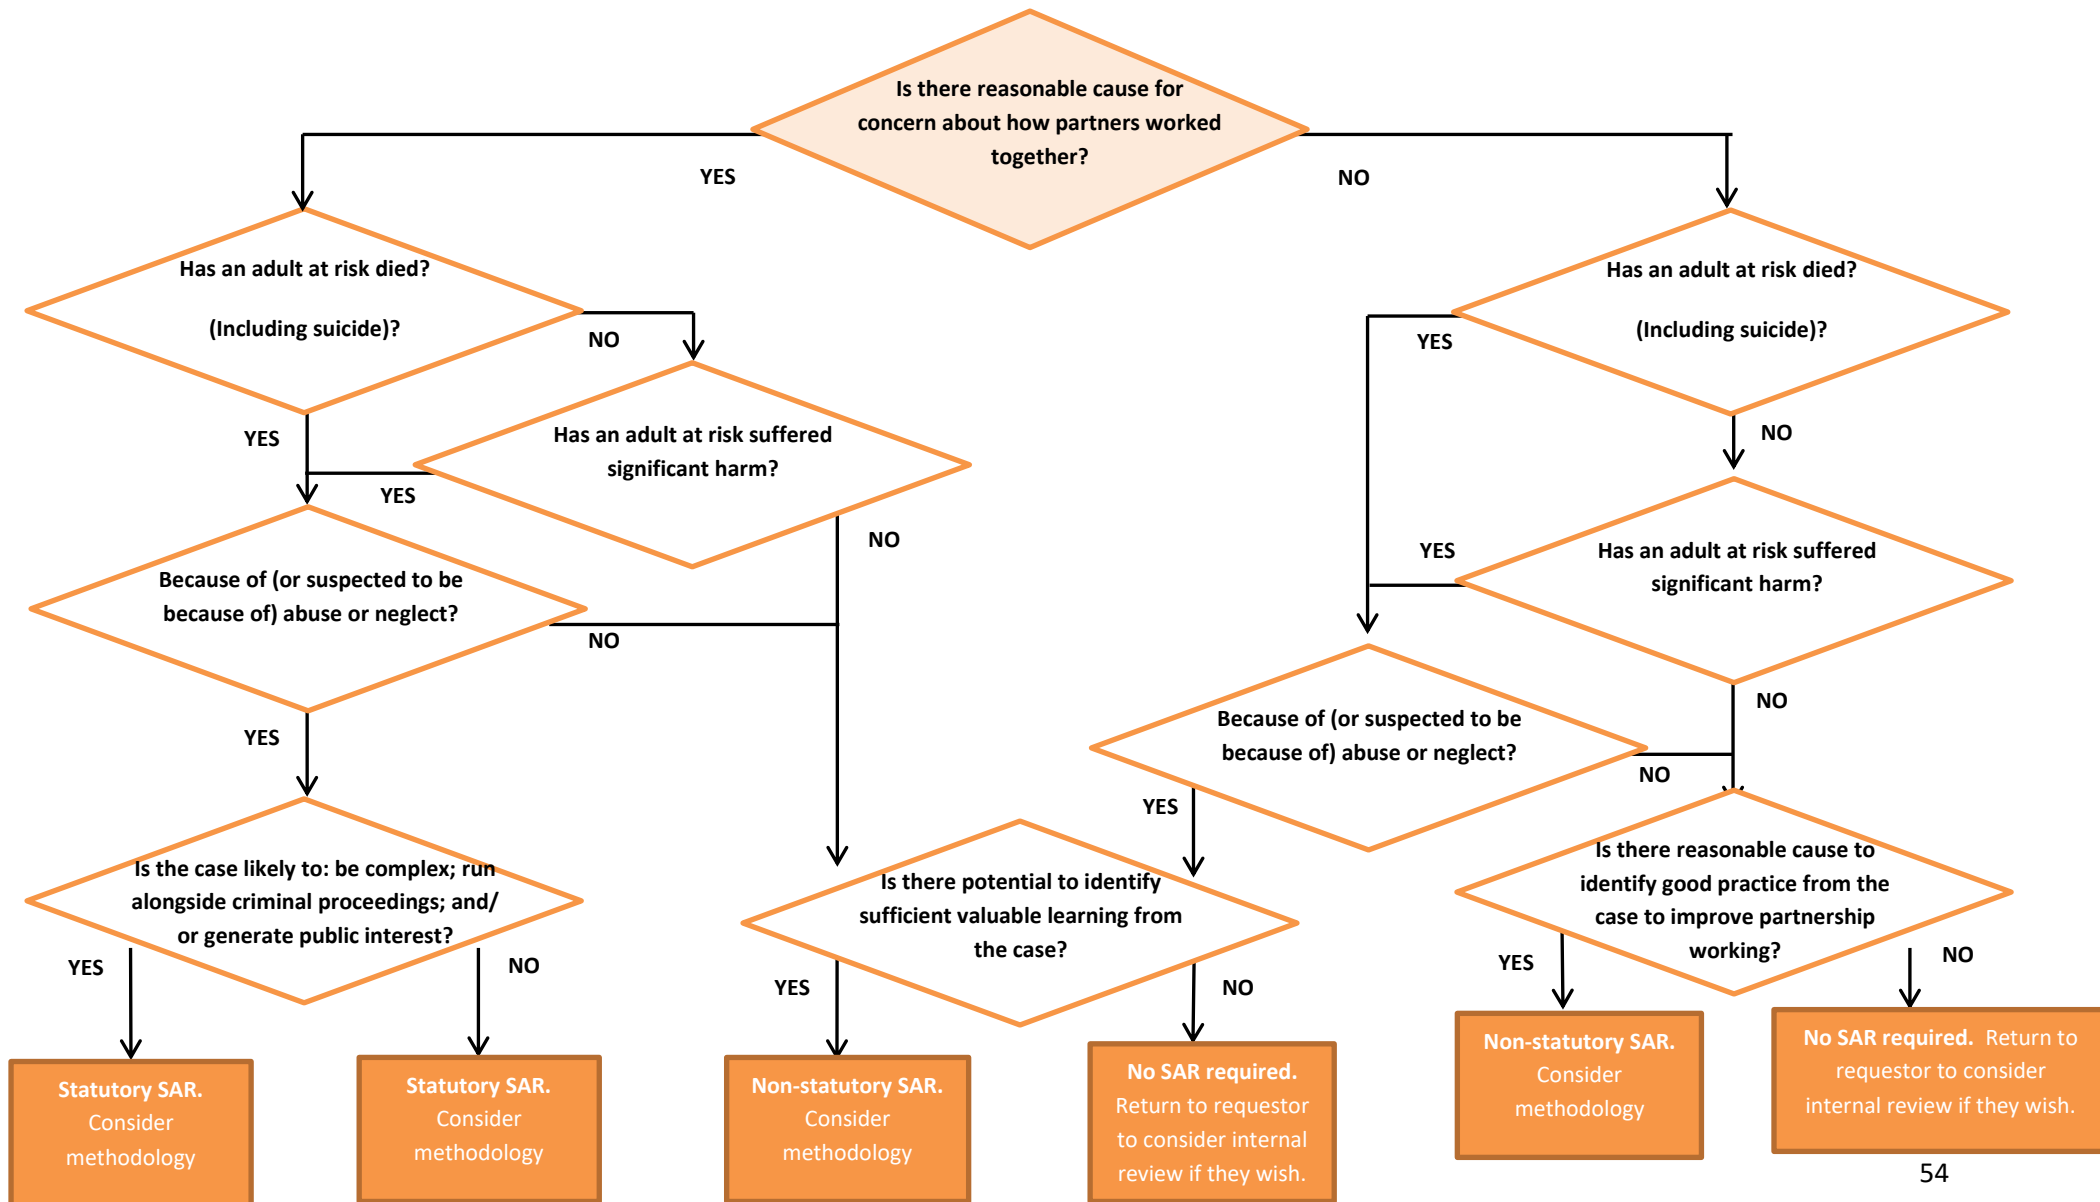 Is there reasonable cause for
concern about how partners worked
together?
YES
NO
Has an adult at risk died?
(Including suicide)?
NO
YES
Has an adult at risk suffered
significant harm?
YES
NO
Because of (or suspected to be
because of) abuse or neglect?
NO
YES
Is the case likely to: be complex; run
alongside criminal proceedings; and/
or generate public interest?
YES
NO
Has an adult at risk died?
(Including suicide)?
YES
NO
Has an adult at risk suffered
significant harm?
YES
NO
Because of (or suspected to be
because of) abuse or neglect?
NO
YES
Is there potential to identify
sufficient valuable learning from
the case?
YES
NO
Is there reasonable cause to
identify good practice from the
case to improve partnership
working?
YES
NO
Statutory SAR.
Consider
methodology
Statutory SAR.
Consider
methodology
Non-statutory SAR.
Consider
methodology
No SAR required.
Return to requestor
to consider internal
review if they wish.
Non-statutory SAR.
Consider
methodology
No SAR required. Return to
requestor to consider
internal review if they wish.
54